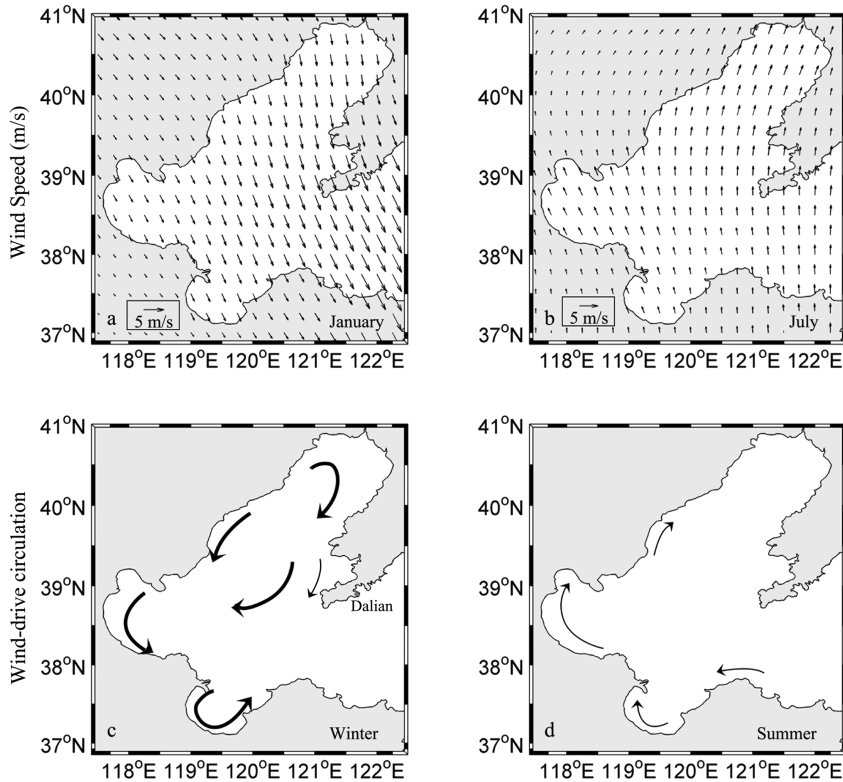 Wind Speed (m/s)
41°N
40°N
39°N
38°N
37°N
118°E 119°E 120°E 121°E 122°E
a
5 m/s
January
41°N
40°N
39°N
38°N
37°N
118°E 119°E 120°E 121°E 122°E
b
5 m/s
July
Wind-drive circulation
41°N
40°N
39°N
38°N
37°N
118°E 119°E 120°E 121°E 122°E
Dalian
c
Winter
41°N
40°N
39°N
38°N
37°N
118°E 119°E 120°E 121°E 122°E
d
Summer